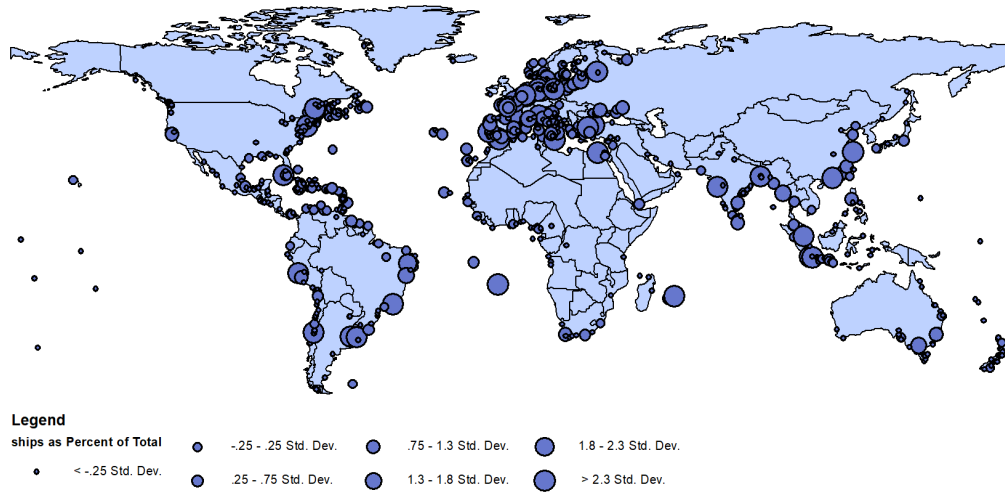 Legend
ships as Percent of Total
< -.25 Std. Dev.
-.25 - .25 Std. Dev.
.25 - .75 Std. Dev.
.75 - 1.3 Std. Dev.
1.3 - 1.8 Std. Dev.
1.8 - 2.3 Std. Dev.
> 2.3 Std. Dev.